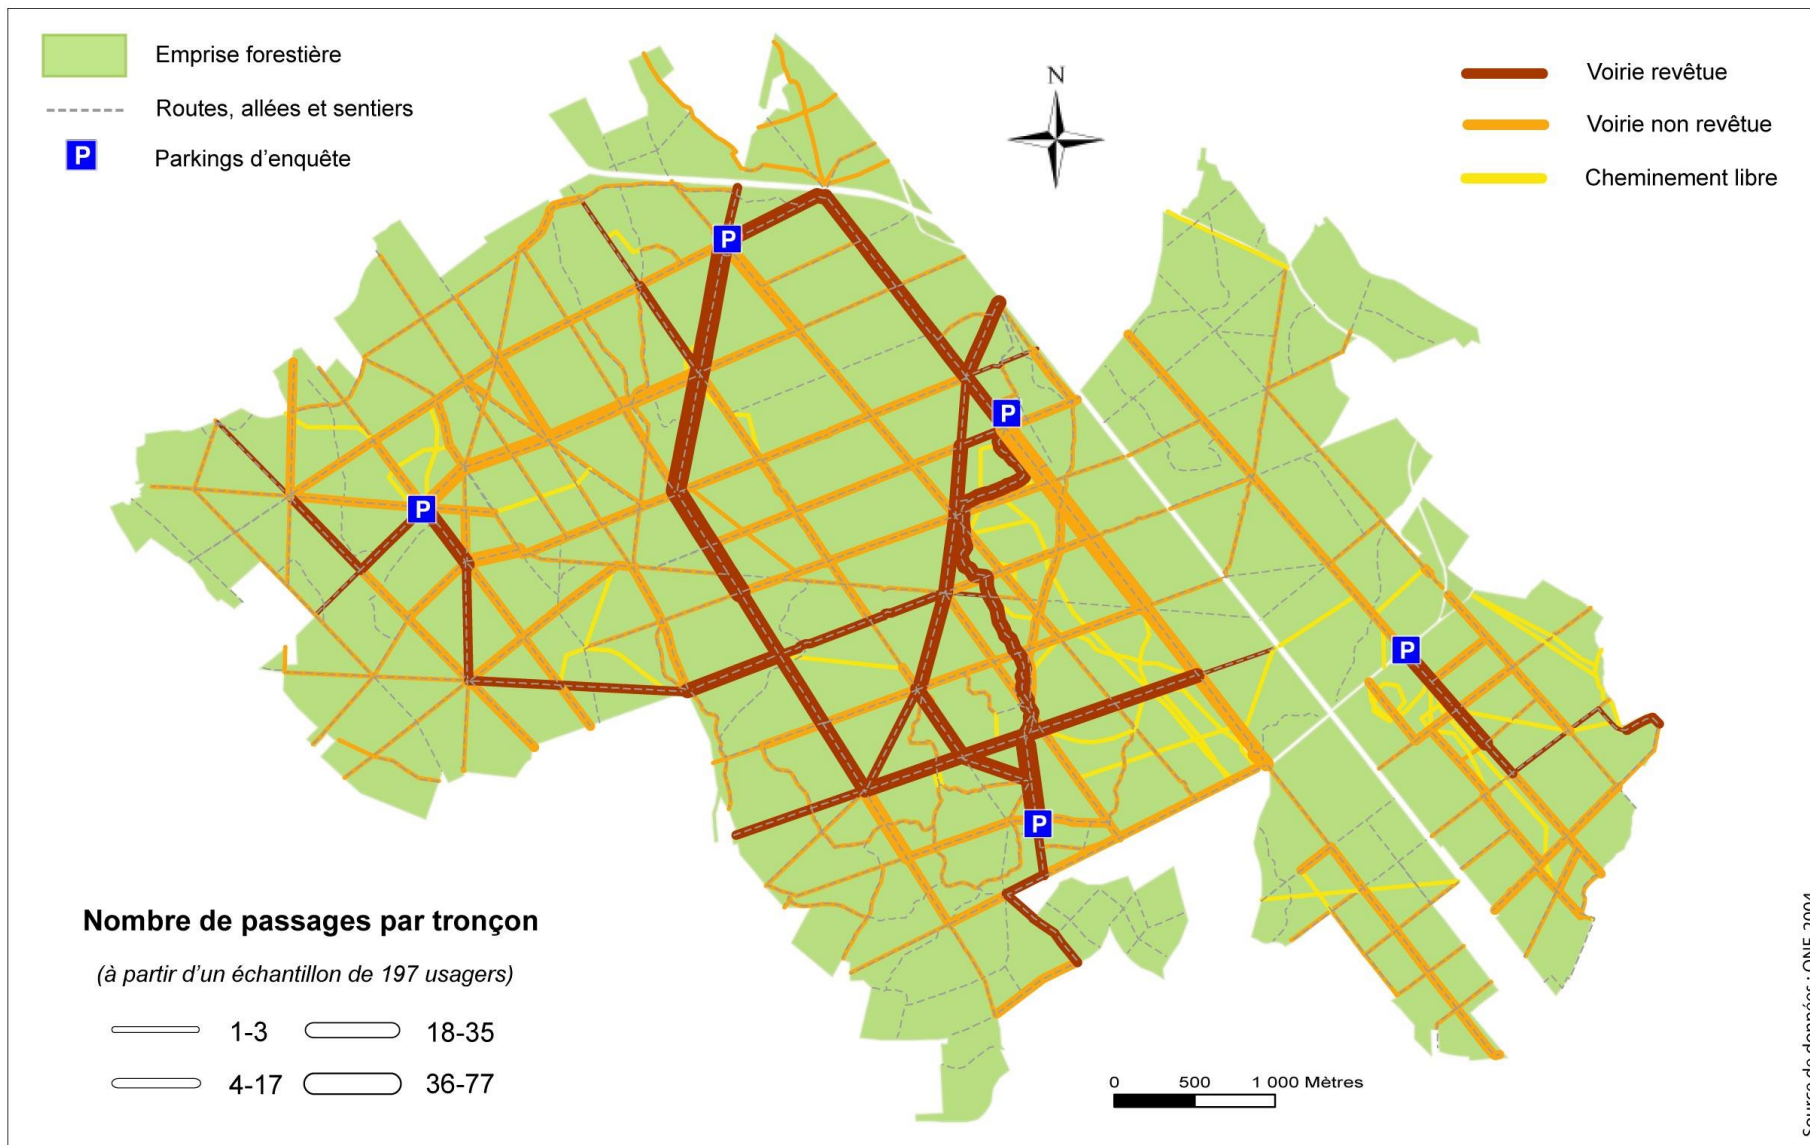 Emprise forestière
Routes, allées et sentiers
P
Parkings d'enquête
N
Voirie revêtue
Voirie non revêtue
Cheminement libre
P
P
P
P
P
Nombre de passages par tronçon
(à partir d'un échantillon de 197 usagers)
1-3
18-35
4-17
36-77
0 500 1 000 Mètres
Source de données : ONF 2004